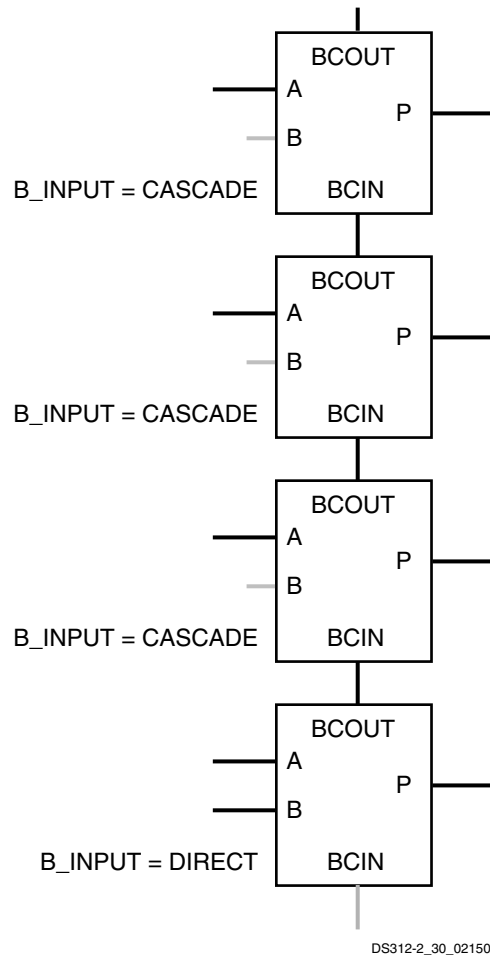 BCOUT
A
P
B
B_INPUT = CASCADE BCIN
BCOUT
A
P
B
B_INPUT = CASCADE BCIN
BCOUT
A
P
B
B_INPUT = CASCADE BCIN
BCOUT
A
P
B
B_INPUT = DIRECT BCIN
DS312-2_30_02150